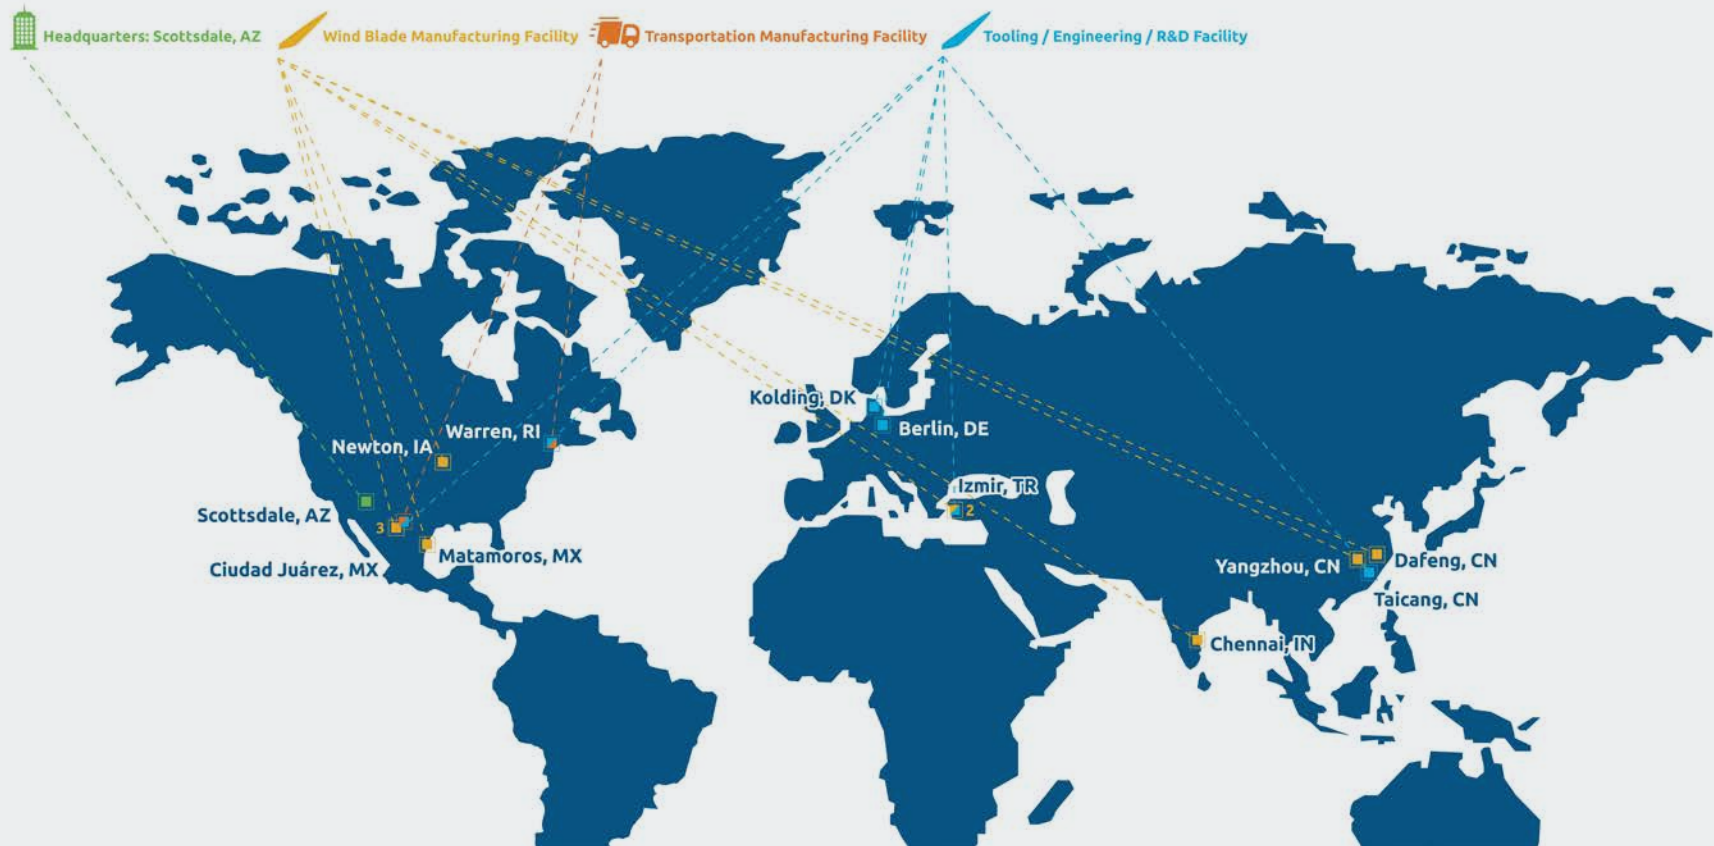 Headquarters: Scottsdale, AZ
Wind Blade Manufacturing Facility
Transportation Manufacturing Facility
Tooling / Engineering / R&D Facility
Kolding, DK
Berlin, DE
Warren, RI
Newton, IA
Izmir, TR
2
Scottsdale, AZ
3
Matamoros, MX
Ciudad Juárez, MX
Yangzhou, CN
Dafeng, CN
Taicang, CN
Chennai, IN